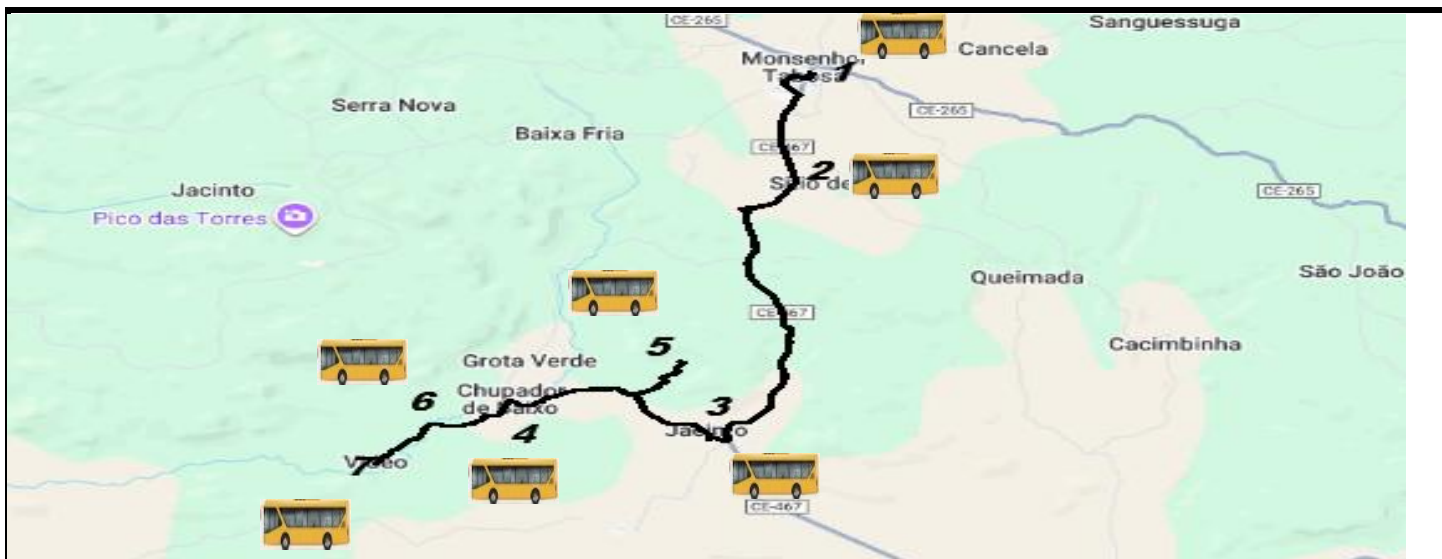 CE-265
Sanguessuga
Cancela
Monsenhor
Tabosa
1
Serra Nova
CE-265
Baixa Fria
CE-467
2
Jacinto
Sítio de
CE-265
Pico das Torres
Queimada
São João
CE-467
5
Cacimbinha
Grota Verde
Chupador
de Baixo
6
3
4
Jacinto
7
CE-467